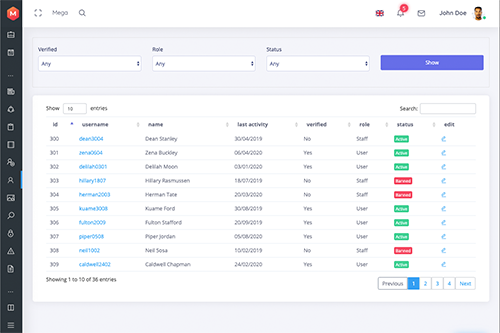 M Mega 5 John Doe
Verified Role Status
Any Any Any Show
Show 10 entries Search:
id username name last activity verified role status edit
300 dean3004 Dean Stanley 30/04/2019 No Staff Active
301 zena0604 Zena Buckley 06/04/2020 Yes User Active
302 delilah0301 Delilah Moon 03/01/2020 Yes User Active
303 hillary1807 Hillary Rasmussen 18/07/2019 No Staff Banned
304 herman2003 Herman Tate 20/03/2020 No Staff Banned
305 kuame3008 Kuame Ford 30/08/2019 Yes User Active
306 fulton2009 Fulton Stafford 20/09/2019 Yes User Active
307 piper0508 Piper Jordan 05/08/2020 Yes User Active
308 neil1002 Neil Sosa 10/02/2019 No Staff Banned
309 caldwell2402 Caldwell Chapman 24/02/2020 Yes User Active
Showing 1 to 10 of 36 entries Previous 1 2 3 4 Next